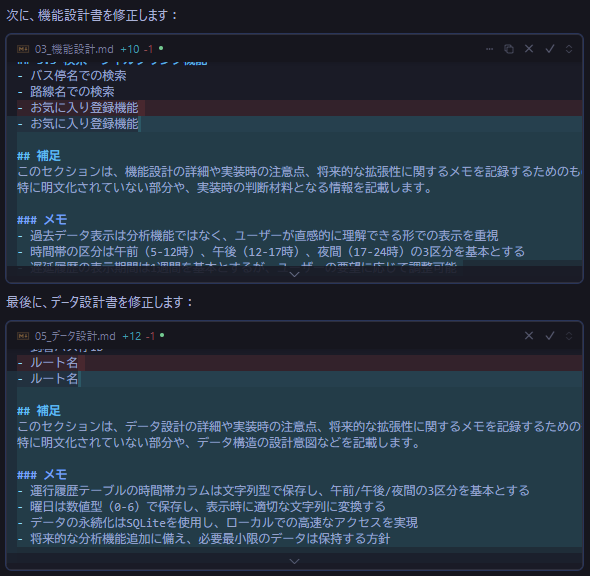 次に、機能設計書を修正します：
03_機能設計.md +10 -1
- バス停名での検索
- 路線名での検索
- お気に入り登録機能
- お気に入り登録機能
## 補足
このセクションは、機能設計の詳細や実装時の注意点、将来的な拡張性に関するメモを記録するためのも
特に明文化されていない部分や、実装時の判断材料となる情報を記載します。
### メモ
- 過去データ表示は分析機能ではなく、ユーザーが直感的に理解できる形での表示を重視
- 時間帯の区分は午前（5-12時）、午後（12-17時）、夜間（17-24時）の3区分を基本とする
最後に、データ設計書を修正します：
05_データ設計.md +12 -1
- ルート名
- ルート名
## 補足
このセクションは、データ設計の詳細や実装時の注意点、将来的な拡張性に関するメモを記録するための
特に明文化されていない部分や、データ構造の設計意図などを記載します。
### メモ
- 運行履歴テーブルの時間帯カラムは文字列型で保存し、午前/午後/夜間の3区分を基本とする
- 曜日は数値型（0-6）で保存し、表示時に適切な文字列に変換する
- データの永続化はSQLiteを使用し、ローカルでの高速なアクセスを実現
- 将来的な分析機能追加に備え、必要最小限のデータは保持する方針